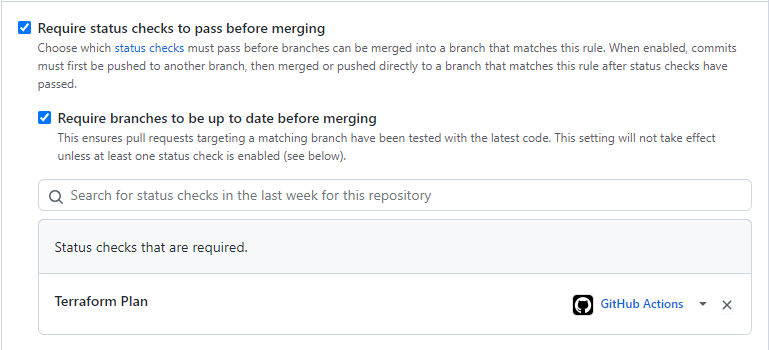 Require status checks to pass before merging
Choose which status checks must pass before branches can be merged into a branch that matches this rule. When enabled, commits
must first be pushed to another branch, then merged or pushed directly to a branch that matches this rule after status checks have
passed.
Require branches to be up to date before merging
This ensures pull requests targeting a matching branch have been tested with the latest code. This setting will not take effect
unless at least one status check is enabled (see below).
Search for status checks in the last week for this repository
Status checks that are required.
Terraform Plan GitHub Actions